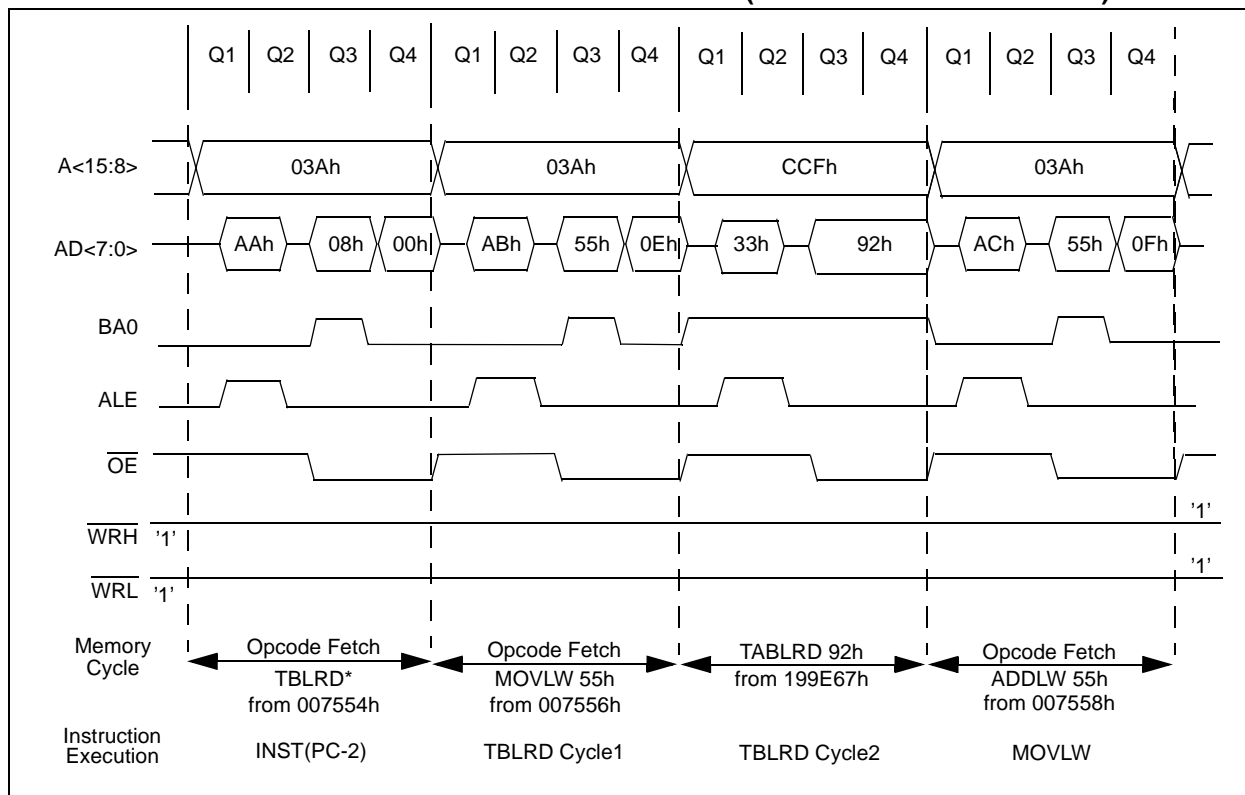 Q1 Q2 Q3 Q4 Q1 Q2 Q3 Q4 Q1 Q2 Q3 Q4 Q1 Q2 Q3 Q4
A<15:8> 03Ah 03Ah CCFh 03Ah
AD<7:0> AAh 08h 00h ABh 55h 0Eh 33h 92h ACh 55h 0Fh
BA0
ALE
OE
'1'
WRH '1'
'1'
WRL '1'
Memory Cycle
Opcode Fetch
TBLRD*
from 007554h
Opcode Fetch
MOVLW 55h
from 007556h
TABLRD 92h
from 199E67h
Opcode Fetch
ADDLW 55h
from 007558h
Instruction
Execution
INST(PC-2) TBLRD Cycle1 TBLRD Cycle2 MOVLW